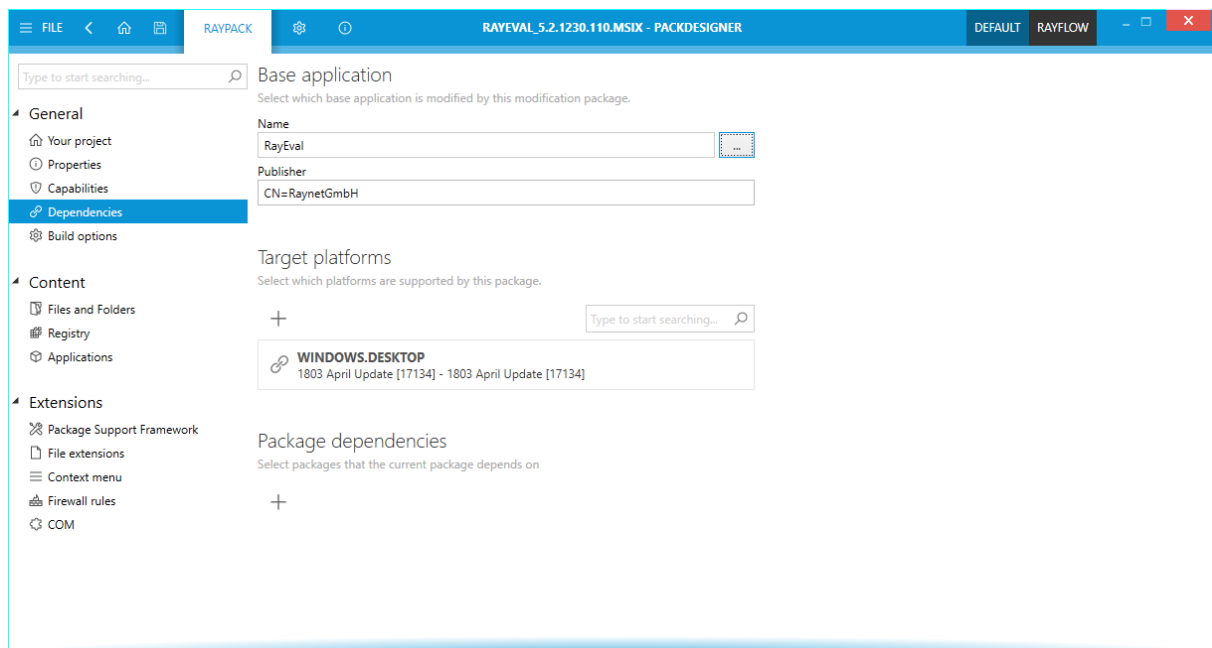 FILE
RAYPACK
RAYEVAL_5.2.1230.110.MSIX - PACKDESIGNER
DEFAULT
RAYFLOW
Type to start searching...
General
Your project
Properties
Capabilities
Dependencies
Build options
Content
Files and Folders
Registry
Applications
Extensions
Package Support Framework
File extensions
Context menu
Firewall rules
COM
Base application
Select which base application is modified by this modification package.
Name
RayEval
...
Publisher
CN=RaynetGmbH
Target platforms
Select which platforms are supported by this package.
Type to start searching...
WINDOWS.DESKTOP
1803 April Update [17134] - 1803 April Update [17134]
Package dependencies
Select packages that the current package depends on